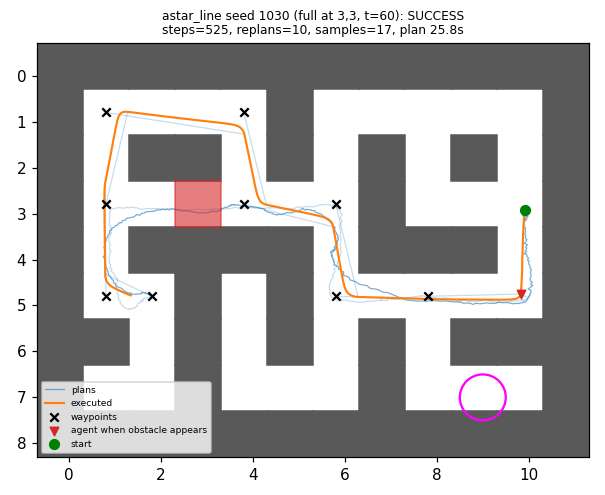 astar_line seed 1030 (full at 3,3, t=60): SUCCESS
steps=525, replans=10, samples=17, plan 25.8s
0
1
2
3
4
5
6
7
8
plans
executed
waypoints
agent when obstacle appears
start
0 2 4 6 8 10